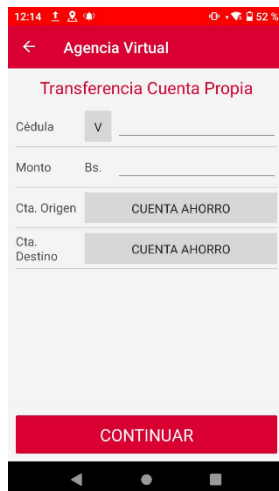 12:14 52 %
Agencia Virtual
Transferencia Cuenta Propia
Cédula V
Monto Bs.
Cta. Origen CUENTA AHORRO
Cta.
Destino CUENTA AHORRO
CONTINUAR